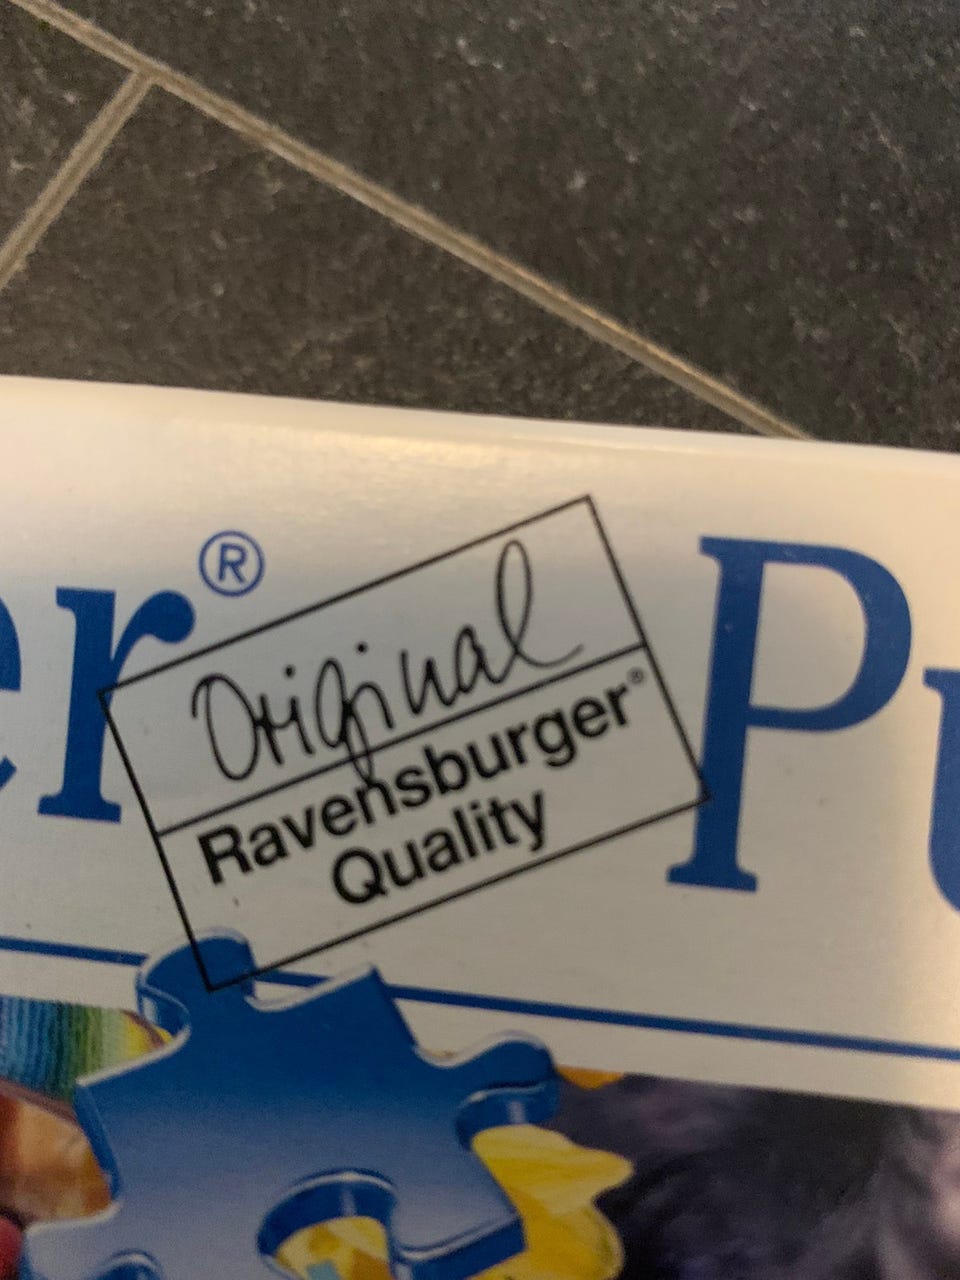 er® Pu
Original
Ravensburger®
Quality